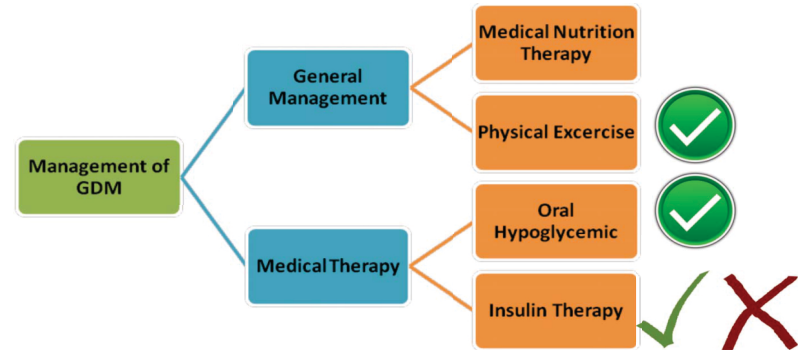 Management of
GDM
General
Management
Medical Therapy
Medical Nutrition
Therapy
Physical Excercise
Oral
Hypoglycemic
Insulin Therapy